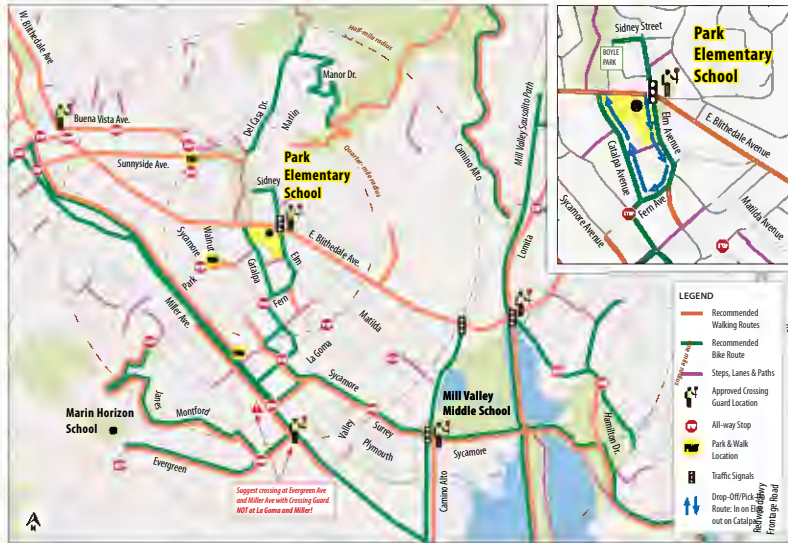 W. Blithedale Ave
Buena Vista Ave.
Sunnyside Ave.
Del Casa Dr.
Marlin
Manor Dr.
Half-mile radius
Quarter-mile radius
Park
Elementary
School
Sidney
Camino Alto
Mill Valley Sausalito Path
Lomita
E. Blithedale Ave.
Walnut
Sycamore
Park
Catalpa
Elm
Fern
Miller Ave.
Matilda
La Goma
Sycamore
Mill Valley
Middle School
Janes
Montford
Marin Horizon
School
Evergreen
Valley
Plymouth
Surrey
Sycamore
Camino Alto
Hamilton Dr.
Suggest crossing at Evergreen Ave
and Miller Ave with Crossing Guard.
NOT at La Goma and Miller!
N
Sidney Street
BOYLE
PARK
Park
Elementary
School
Elm Avenue
E. Blithedale Avenue
Catalpa Avenue
Fern Ave
STOP
Sycamore Avenue
Matilda Avenue
LEGEND
Recommended
Walking Routes
Recommended
Bike Route
Steps, Lanes & Paths
Approved Crossing
Guard Location
All-way Stop
Park & Walk
Location
Traffic Signals
Drop-Off/Pick-
Route: In on El
out on Catalpa
mile radius
Frontage Road